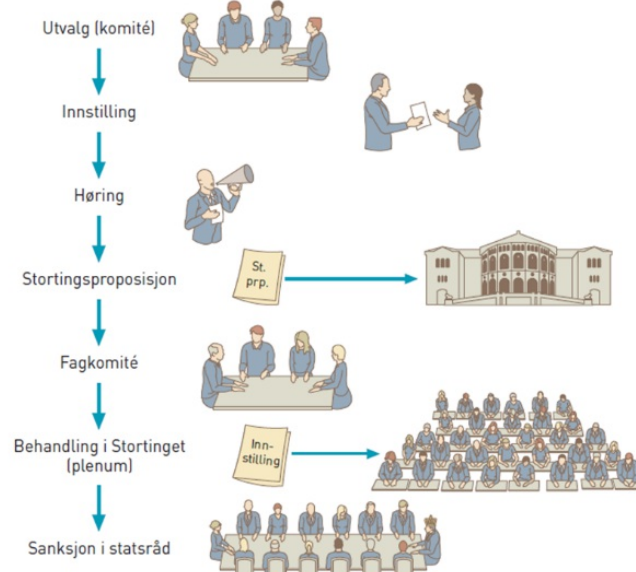 Utvalg (komité)
Innstilling
Høring
Stortingsproposisjon
St.
prp.
Fagkomité
Behandling i Stortinget
(plenum)
Inn-
stilling
Sanksjon i statsråd